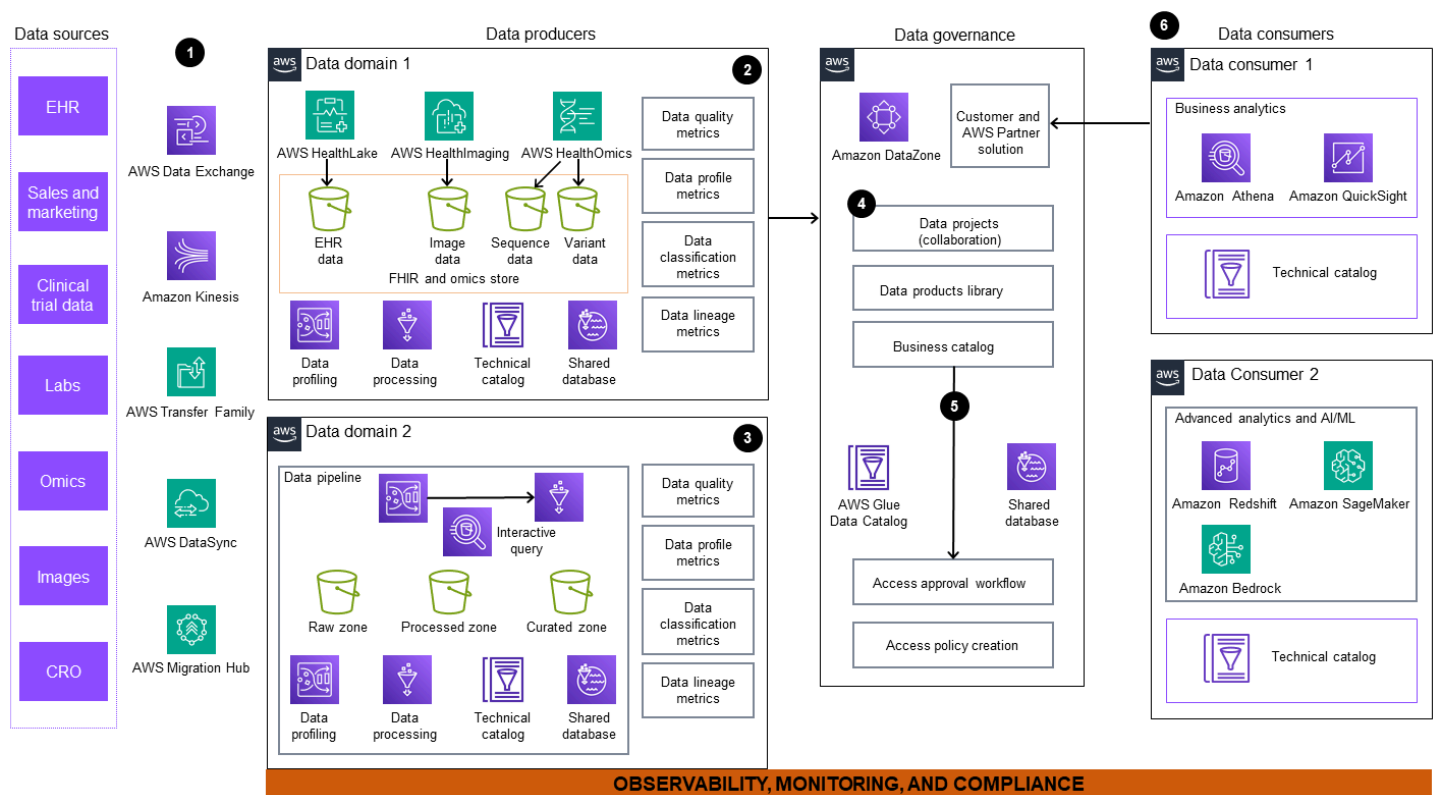 Data sources
EHR
Sales and
marketing
Clinical
trial data
Labs
Omics
Images
CRO
1
AWS Data Exchange
Amazon Kinesis
AWS Transfer Family
AWS DataSync
AWS Migration Hub
Data producers
aws
Data domain 1
2
AWS HealthLake
AWS HealthImaging
AWS HealthOmics
EHR
data
Image
data
Sequence
data
Variant
data
FHIR and omics store
Data
profiling
Data
processing
Technical
catalog
Shared
database
Data quality
metrics
Data profile
metrics
Data
classification
metrics
Data lineage
metrics
aws
Data domain 2
3
Data pipeline
Interactive
query
Raw zone
Processed zone
Curated zone
Data
profiling
Data
processing
Technical
catalog
Shared
database
Data quality
metrics
Data profile
metrics
Data
classification
metrics
Data lineage
metrics
Data governance
aws
Amazon DataZone
Customer and
AWS Partner
solution
4
Data projects
(collaboration)
Data products library
Business catalog
5
AWS Glue
Data Catalog
Shared
database
Access approval workflow
Access policy creation
6
Data consumers
aws
Data consumer 1
Business analytics
Amazon Athena
Amazon QuickSight
Technical catalog
aws
Data Consumer 2
Advanced analytics and AI/ML
Amazon Redshift
Amazon SageMaker
Amazon Bedrock
Technical catalog
OBSERVABILITY, MONITORING, AND COMPLIANCE